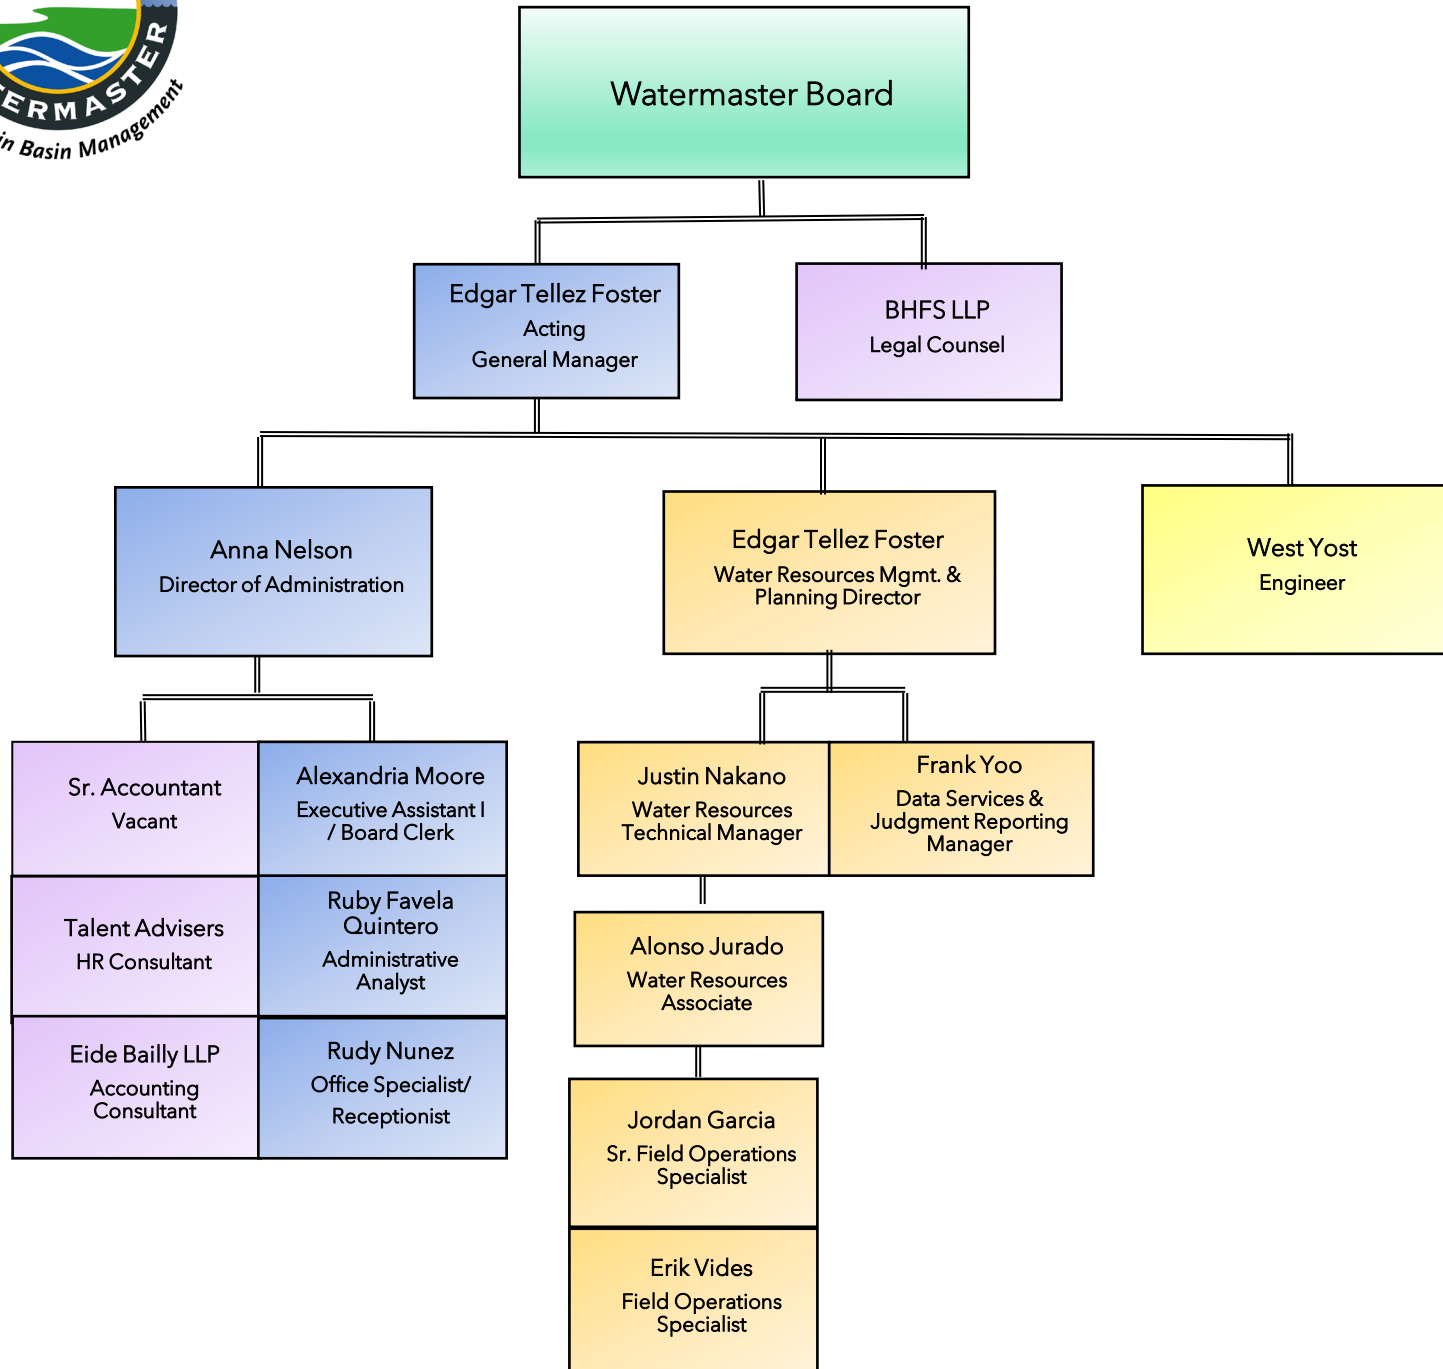 ERMASTER
in Basin Management
Watermaster Board
Edgar Tellez Foster
Acting
General Manager
BHFS LLP
Legal Counsel
Anna Nelson
Director of Administration
Edgar Tellez Foster
Water Resources Mgmt. &
Planning Director
West Yost
Engineer
Sr. Accountant
Vacant
Alexandria Moore
Executive Assistant I
/ Board Clerk
Justin Nakano
Water Resources
Technical Manager
Frank Yoo
Data Services &
Judgment Reporting
Manager
Talent Advisers
HR Consultant
Ruby Favela
Quintero
Administrative
Analyst
Alonso Jurado
Water Resources
Associate
Eide Bailly LLP
Accounting
Consultant
Rudy Nunez
Office Specialist/
Receptionist
Jordan Garcia
Sr. Field Operations
Specialist
Erik Vides
Field Operations
Specialist